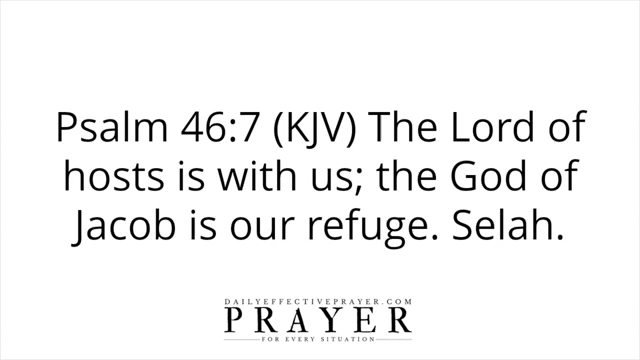 Psalm 46:7 (KJV) The Lord of
hosts is with us; the God of
Jacob is our refuge. Selah.
DAILYEFFECTIVEPRAYER.COM
PRAYER
FOR EVERY SITUATION